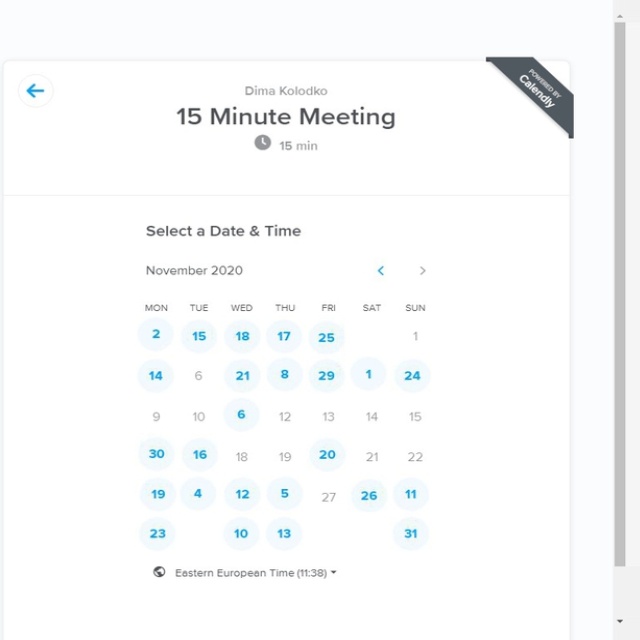 POWERED BY
Calendly
Dima Kolodko
15 Minute Meeting
15 min
Select a Date & Time
November 2020
MON TUE WED THU FRI SAT SUN
2 15 18 17 25 1
14 6 21 8 29 1 24
9 10 6 12 13 14 15
30 16 18 19 20 21 22
19 4 12 5 27 26 11
23 10 13 31
Eastern European Time (11:38)